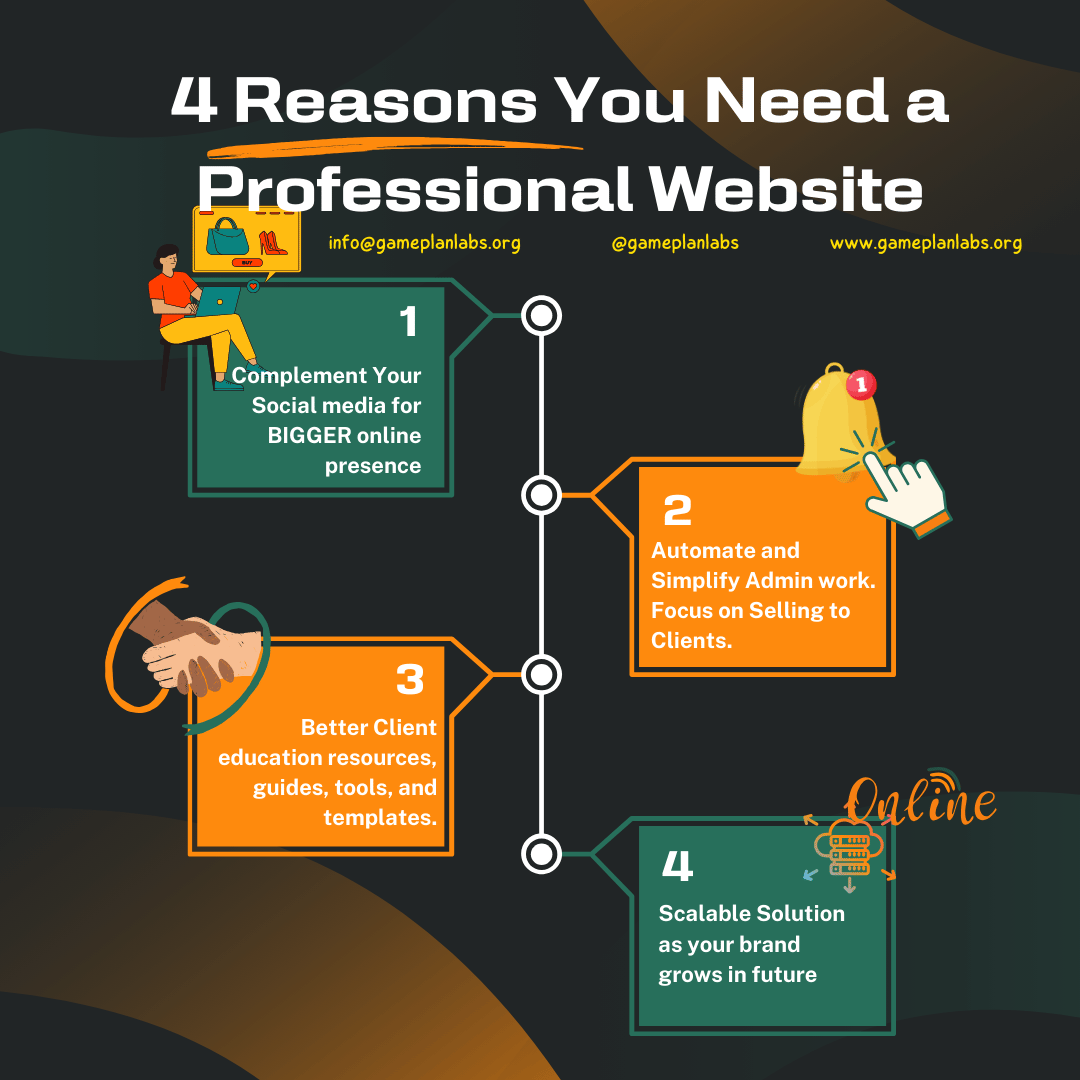 4 Reasons You Need a
Professional Website
BUY
info@gameplanlabs.org @gameplanlabs www.gameplanlabs.org
1
Complement Your
Social media for
BIGGER online
presence
1
2
Automate and
Simplify Admin work.
Focus on Selling to
Clients.
3
Better Client
education resources,
guides, tools, and
templates.
Online
4
Scalable Solution
as your brand
grows in future